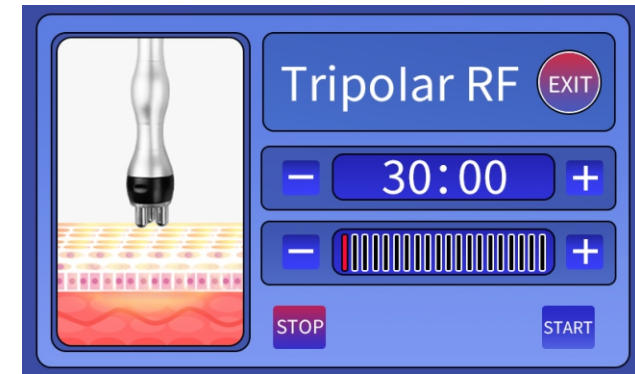 Tripolar RF
EXIT
− 30:00 +
− +
STOP
START